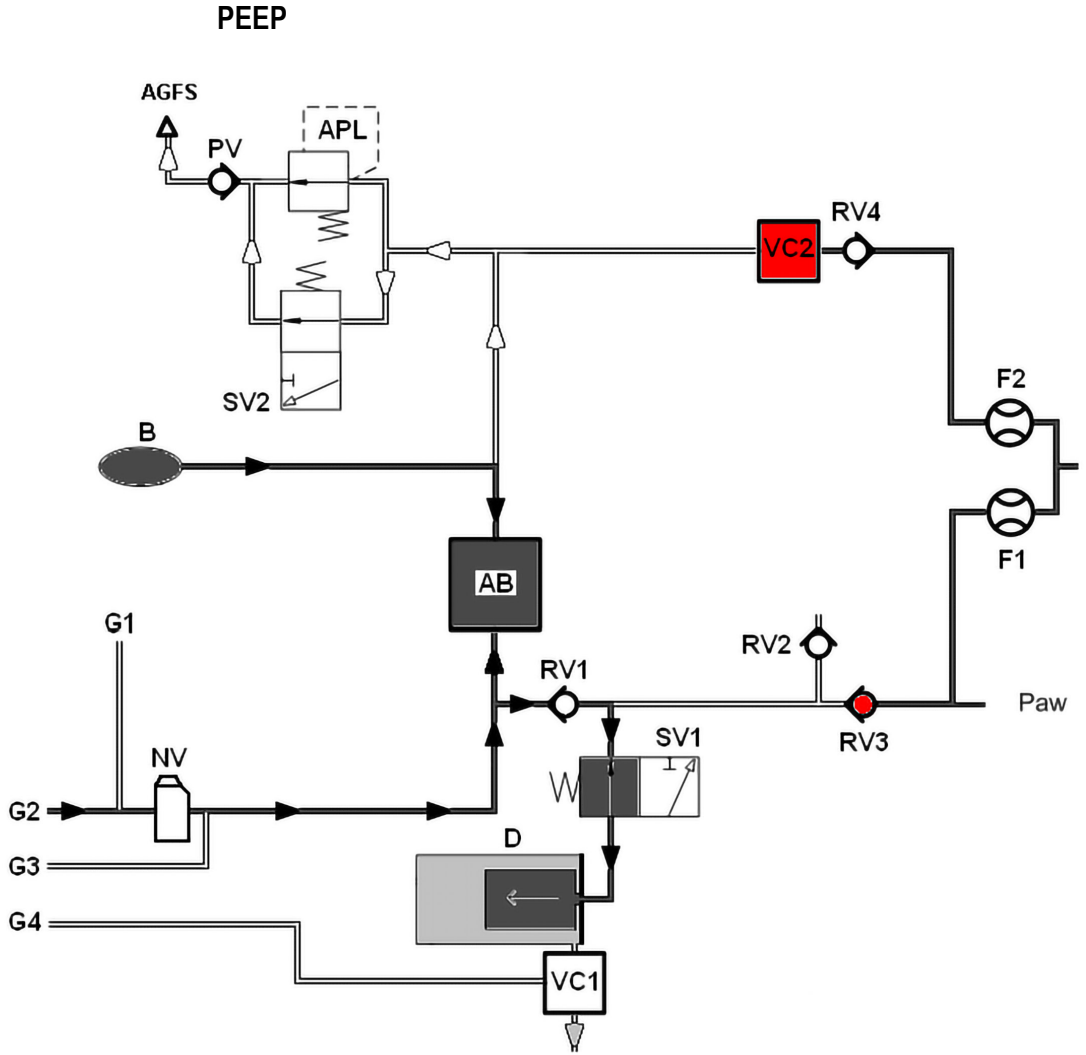 PEEP
AGFS
APL
PV
RV4
VC2
F2
SV2
B
F1
AB
G1
RV2
RV1
Paw
SV1
RV3
NV
G2
D
G3
G4
VC1